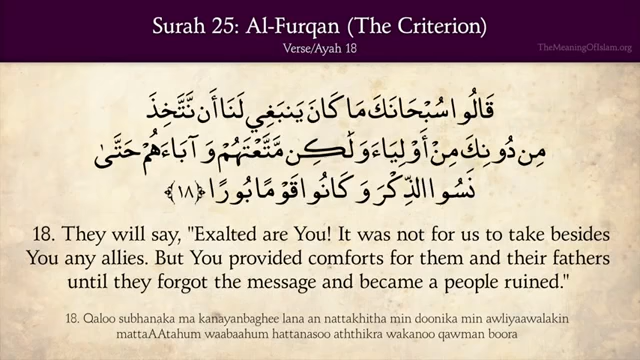 Surah 25: Al-Furqan (The Criterion)
Verse/Ayah 18
TheMeaningOfIslam.org
قَالُوا سُبْحَانَكَ مَا كَانَ يَنبَغِي لَنَا أَن نَّتَّخِذَ
مِن دُونِكَ مِنْ أَوْلِيَاءَ وَلَٰكِن مَّتَّعْتَهُمْ وَآبَاءَهُمْ حَتَّىٰ
نَسُوا الذِّكْرَ وَكَانُوا قَوْمًا بُورًا ﴿١٨﴾
18. They will say, "Exalted are You! It was not for us to take besides
You any allies. But You provided comforts for them and their fathers
until they forgot the message and became a people ruined."
18. Qaloo subhanaka ma kanayanbaghee lana an nattakhitha min doonika min awliyaawalakin
mattaAAtahum waabaahum hattanasoo aththikra wakanoo qawman boora